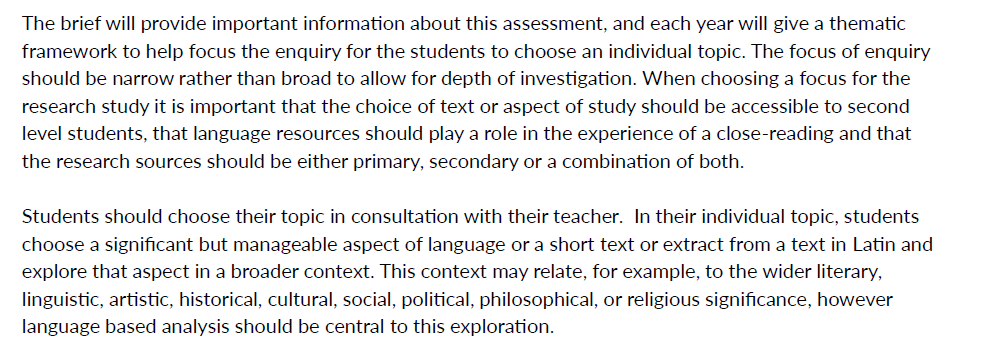 The brief will provide important information about this assessment, and each year will give a thematic
framework to help focus the enquiry for the students to choose an individual topic. The focus of enquiry
should be narrow rather than broad to allow for depth of investigation. When choosing a focus for the
research study it is important that the choice of text or aspect of study should be accessible to second
level students, that language resources should play a role in the experience of a close-reading and that
the research sources should be either primary, secondary or a combination of both.
Students should choose their topic in consultation with their teacher.  In their individual topic, students
choose a significant but manageable aspect of language or a short text or extract from a text in Latin and
explore that aspect in a broader context. This context may relate, for example, to the wider literary,
linguistic, artistic, historical, cultural, social, political, philosophical, or religious significance, however
language based analysis should be central to this exploration.